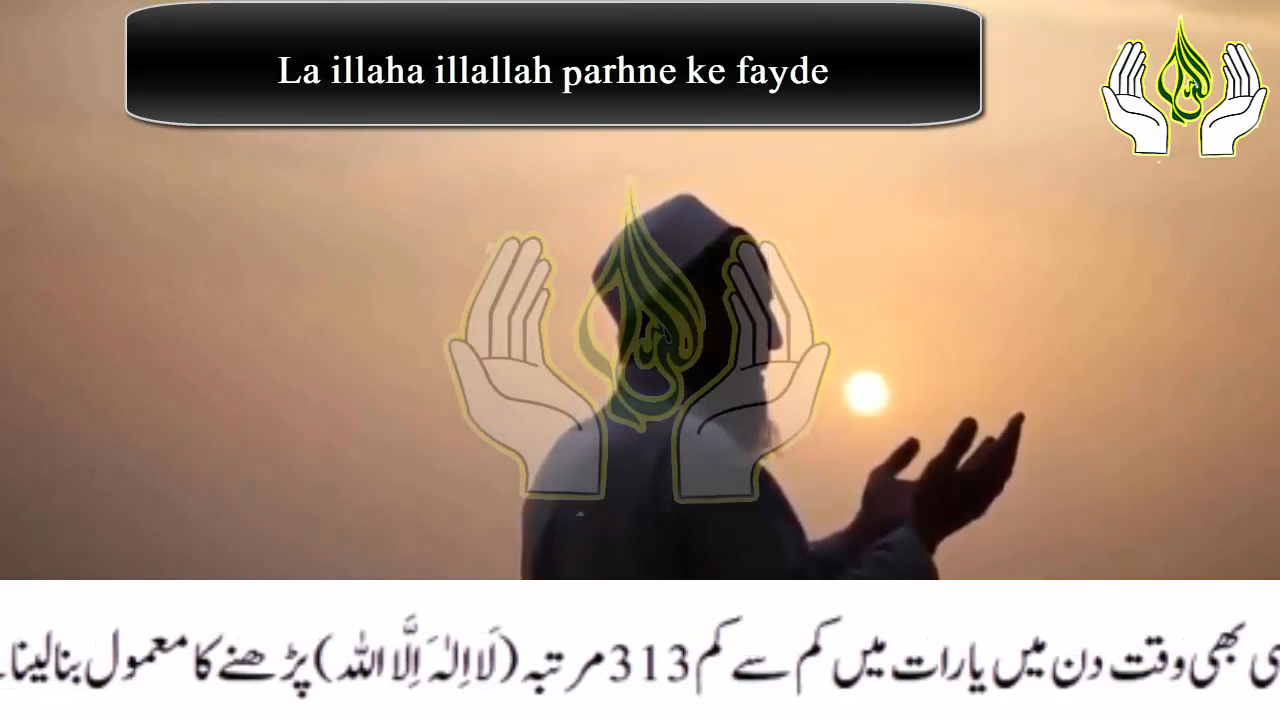 La illaha illallah parhne ke fayde
بھی وقت دن میں یا رات میں کم سے کم 313 مرتبہ (لَا اِلٰہَ اِلَّا اللہ) پڑھنے کا معمول بنا لینا